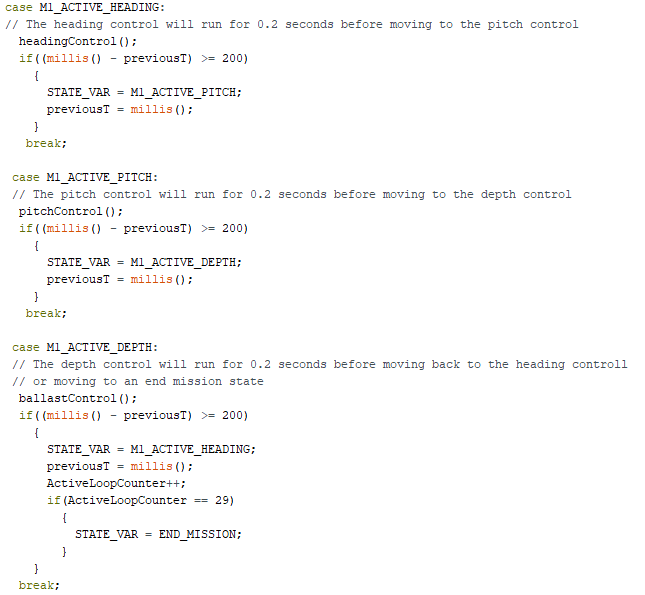 case M1_ACTIVE_HEADING:
// The heading control will run for 0.2 seconds before moving to the pitch control
headingControl();
if((millis() - previousT) >= 200)
{
STATE_VAR = M1_ACTIVE_PITCH;
previousT = millis();
}
break;
case M1_ACTIVE_PITCH:
// The pitch control will run for 0.2 seconds before moving to the depth control
pitchControl();
if((millis() - previousT) >= 200)
{
STATE_VAR = M1_ACTIVE_DEPTH;
previousT = millis();
}
break;
case M1_ACTIVE_DEPTH:
// The depth control will run for 0.2 seconds before moving back to the heading controll
// or moving to an end mission state
ballastControl();
if((millis() - previousT) >= 200)
{
STATE_VAR = M1_ACTIVE_HEADING;
previousT = millis();
ActiveLoopCounter++;
if(ActiveLoopCounter == 29)
{
STATE_VAR = END_MISSION;
}
}
break;